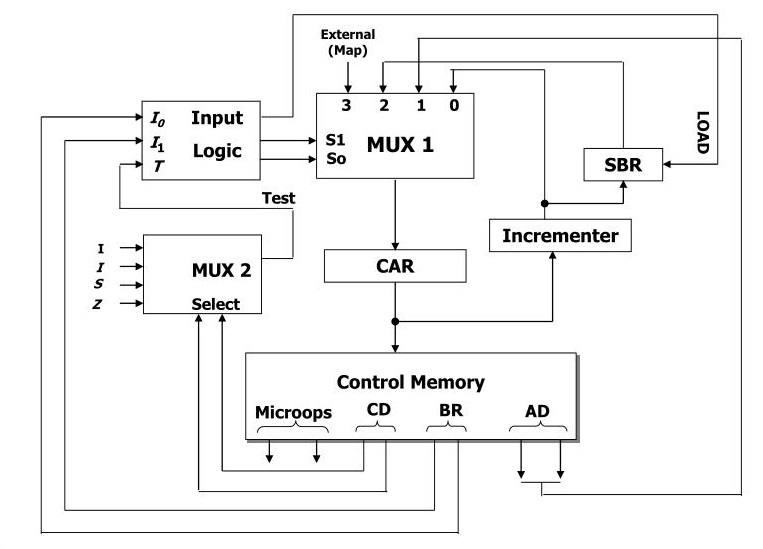 External
(Map)
3 2 1 0
MUX 1
S1
So
Input
Logic
I0
I1
T
LOAD
SBR
Test
Incrementer
I
I
S
Z
MUX 2
Select
CAR
Control Memory
Microops CD BR AD